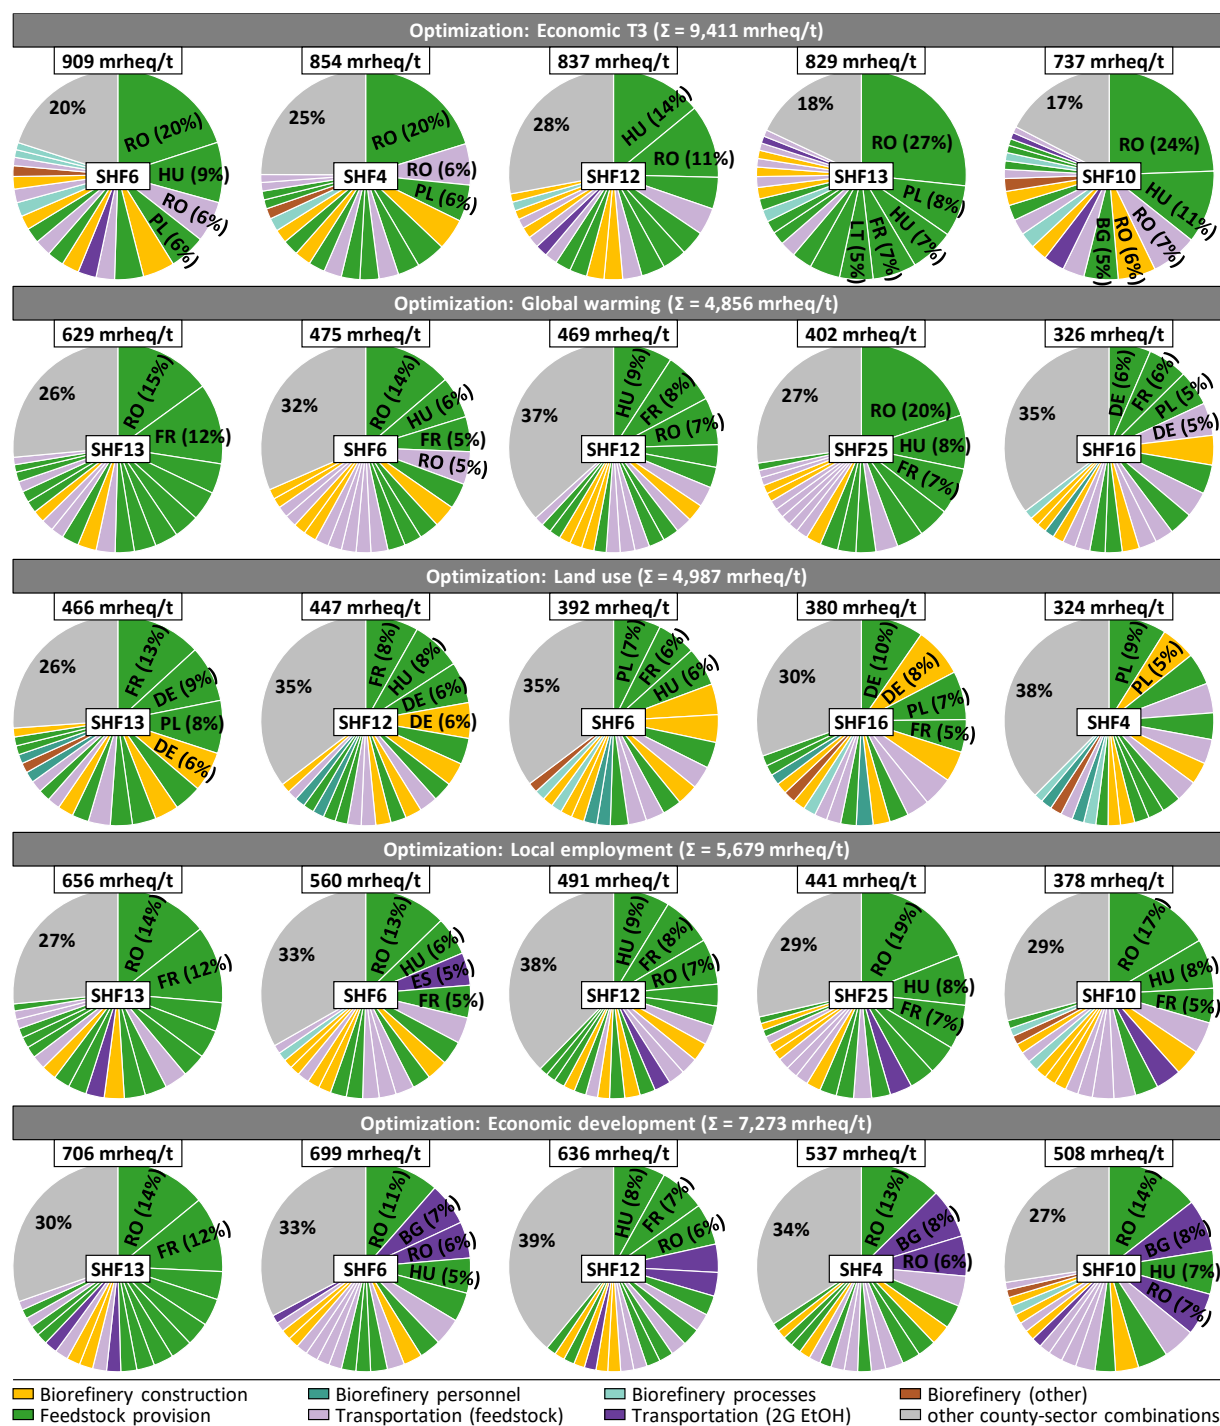 Optimization: Economic T3 (Σ = 9,411 mrheq/t)
909 mrheq/t
854 mrheq/t
837 mrheq/t
829 mrheq/t
737 mrheq/t
20%
RO (20%)
HU (9%)
RO (6%)
PL (6%)
SHF6
25%
RO (20%)
RO (6%)
PL (6%)
SHF4
28%
HU (14%)
RO (11%)
SHF12
18%
RO (27%)
PL (8%)
HU (7%)
FR (7%)
LT (5%)
SHF13
17%
RO (24%)
HU (11%)
RO (7%)
RO (6%)
BG (5%)
SHF10
Optimization: Global warming (Σ = 4,856 mrheq/t)
629 mrheq/t
475 mrheq/t
469 mrheq/t
402 mrheq/t
326 mrheq/t
26%
RO (15%)
FR (12%)
SHF13
32%
RO (14%)
HU (6%)
FR (5%)
RO (5%)
SHF6
37%
HU (9%)
FR (8%)
RO (7%)
SHF12
27%
RO (20%)
HU (8%)
FR (7%)
SHF25
35%
DE (6%)
FR (6%)
PL (5%)
DE (5%)
SHF16
Optimization: Land use (Σ = 4,987 mrheq/t)
466 mrheq/t
447 mrheq/t
392 mrheq/t
380 mrheq/t
324 mrheq/t
26%
FR (13%)
DE (9%)
PL (8%)
DE (6%)
SHF13
35%
FR (8%)
HU (8%)
DE (6%)
DE (6%)
SHF12
35%
PL (7%)
FR (6%)
HU (6%)
SHF6
30%
DE (10%)
DE (8%)
PL (7%)
FR (5%)
SHF16
38%
PL (9%)
PL (5%)
SHF4
Optimization: Local employment (Σ = 5,679 mrheq/t)
656 mrheq/t
560 mrheq/t
491 mrheq/t
441 mrheq/t
378 mrheq/t
27%
RO (14%)
FR (12%)
SHF13
33%
RO (13%)
HU (6%)
ES (5%)
FR (5%)
SHF6
38%
HU (9%)
FR (8%)
RO (7%)
SHF12
29%
RO (19%)
HU (8%)
FR (7%)
SHF25
29%
RO (17%)
HU (8%)
FR (5%)
SHF10
Optimization: Economic development (Σ = 7,273 mrheq/t)
706 mrheq/t
699 mrheq/t
636 mrheq/t
537 mrheq/t
508 mrheq/t
30%
RO (14%)
FR (12%)
SHF13
33%
RO (11%)
BG (7%)
RO (6%)
HU (5%)
SHF6
39%
HU (8%)
FR (7%)
RO (6%)
SHF12
34%
RO (13%)
BG (8%)
RO (6%)
SHF4
27%
RO (14%)
BG (8%)
HU (7%)
RO (7%)
SHF10
Biorefinery construction
Biorefinery personnel
Biorefinery processes
Biorefinery (other)
Feedstock provision
Transportation (feedstock)
Transportation (2G EtOH)
other county-sector combinations